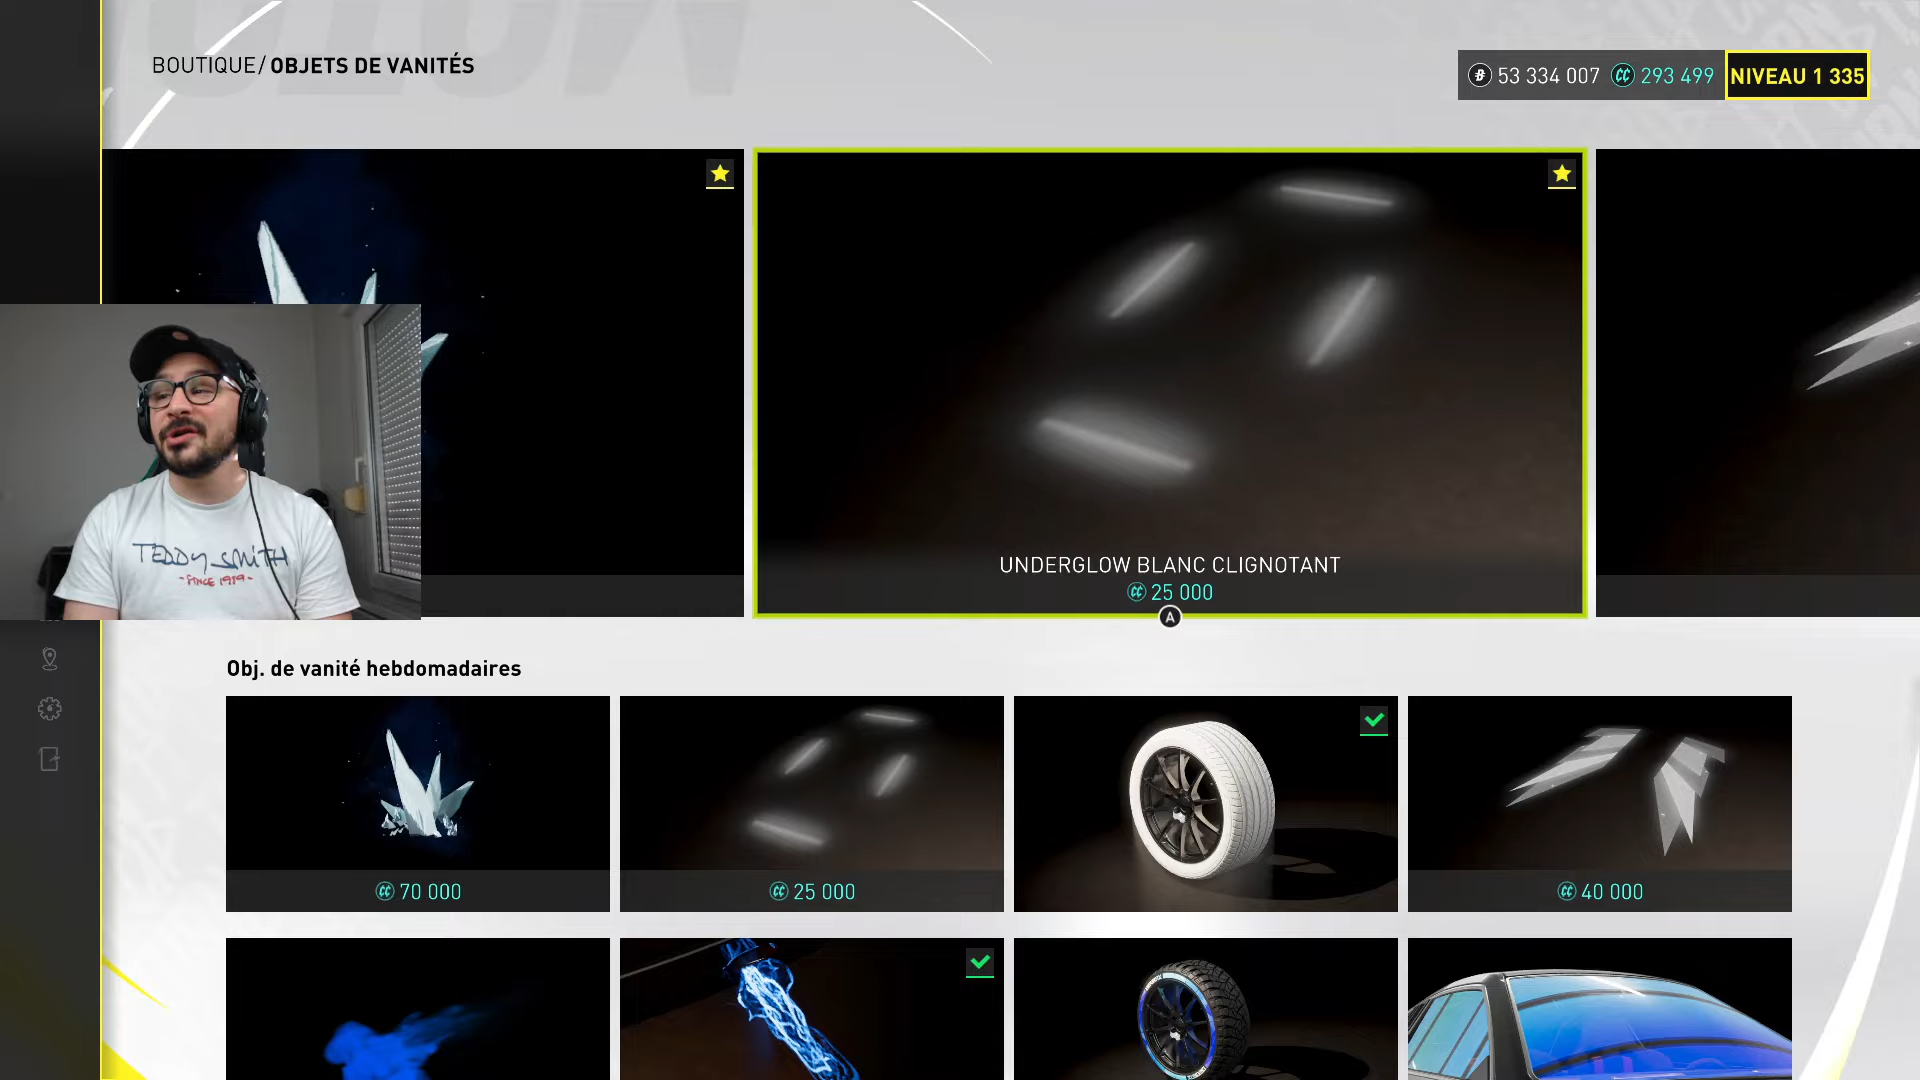 BOUTIQUE/OBJETS DE VANITÉS
53 334 007 293 499 NIVEAU 1 335
TEDDY SMITH
-SINCE 1989-
UNDERGLOW BLANC CLIGNOTANT
25 000
A
Obj. de vanité hebdomadaires
70 000
25 000
40 000